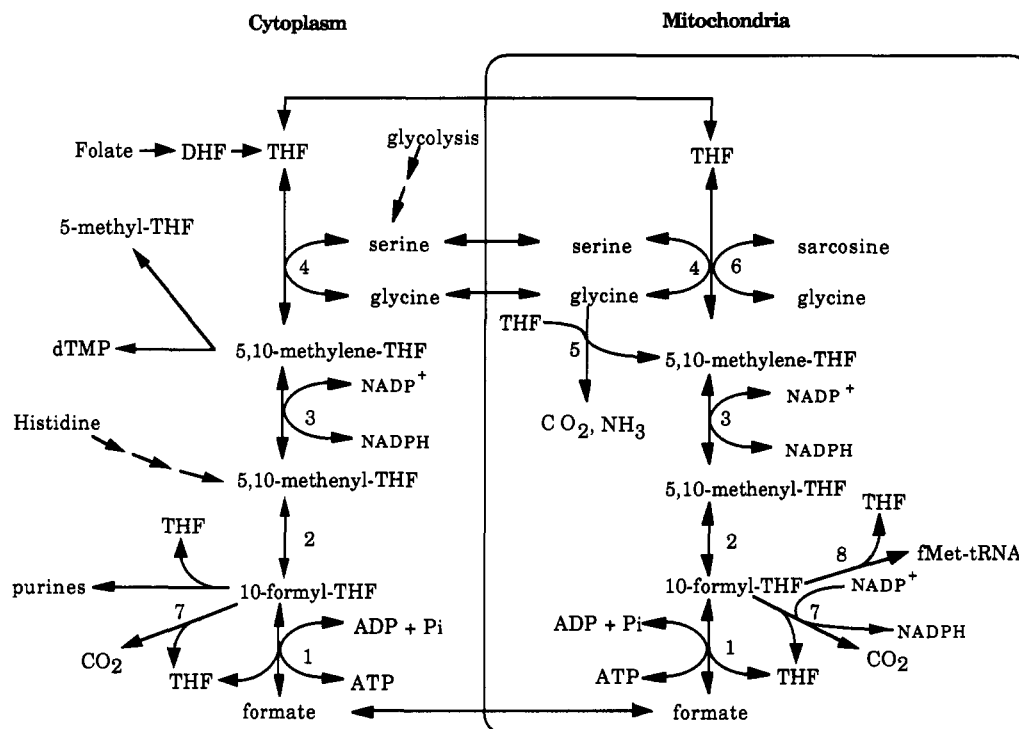 Cytoplasm
Mitochondria
Folate
DHF
THF
glycolysis
THF
5-methyl-THF
serine
serine
sarcosine
4
4
6
glycine
glycine
glycine
THF
5
dTMP
5,10-methylene-THF
5,10-methylene-THF
NADP+
NADP+
3
3
C O2, NH3
Histidine
NADPH
NADPH
5,10-methenyl-THF
5,10-methenyl-THF
THF
THF
2
2
8
fMet-tRNA
purines
10-formyl-THF
10-formyl-THF
NADP+
7
7
ADP + Pi
ADP + Pi
NADPH
CO2
1
1
CO2
THF
ATP
ATP
THF
formate
formate